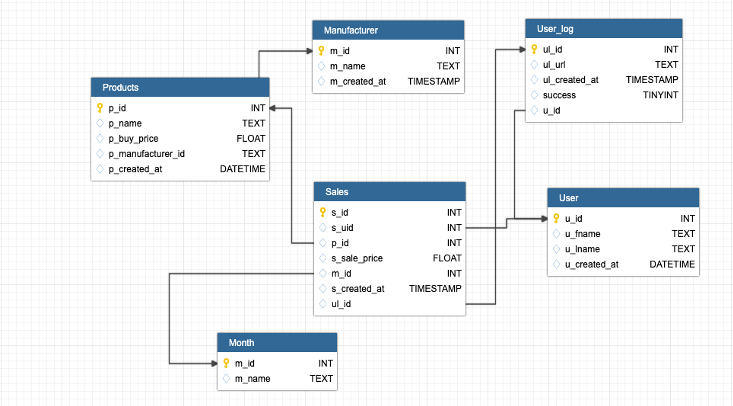 Manufacturer
m_id INT
m_name TEXT
m_created_at TIMESTAMP
User_log
ul_id INT
ul_url TEXT
ul_created_at TIMESTAMP
success TINYINT
u_id
Products
p_id INT
p_name TEXT
p_buy_price FLOAT
p_manufacturer_id TEXT
p_created_at DATETIME
Sales
s_id INT
s_uid INT
p_id INT
s_sale_price FLOAT
m_id INT
s_created_at TIMESTAMP
ul_id INT
User
u_id INT
u_fname TEXT
u_lname TEXT
u_created_at DATETIME
Month
m_id INT
m_name TEXT